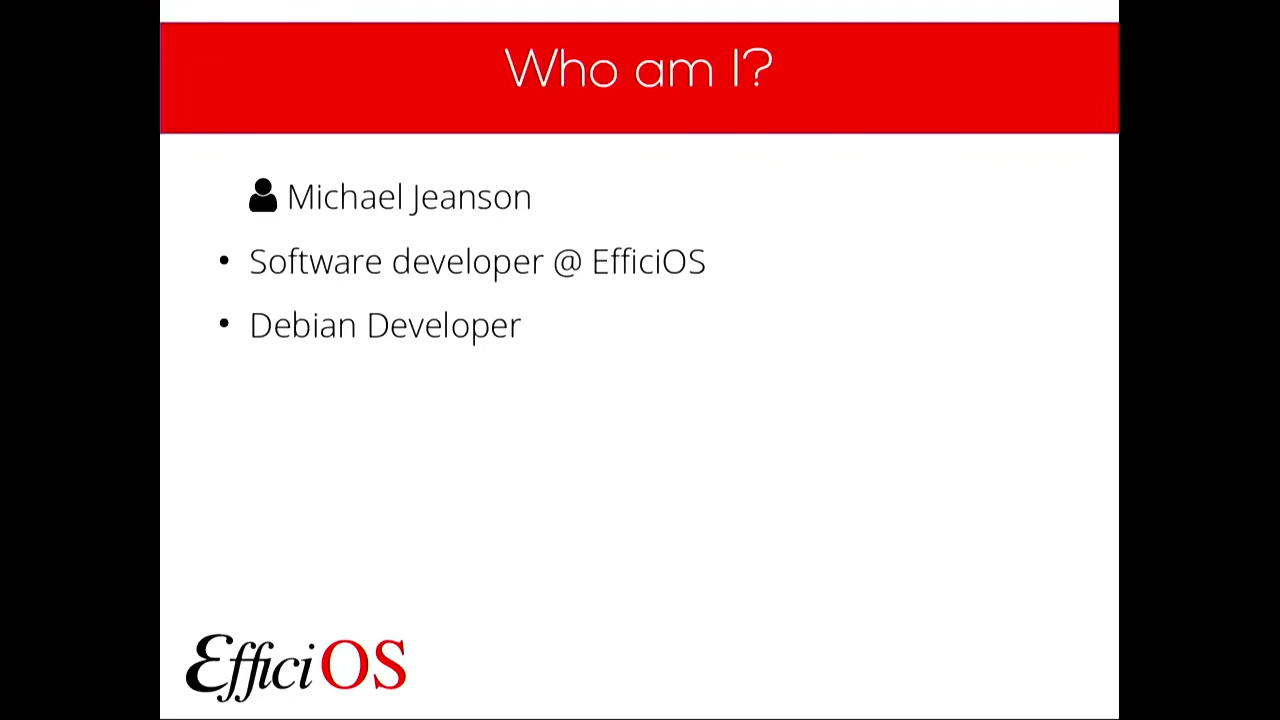 Who am I?
Michael Jeanson
• Software developer @ EfficiOS
• Debian Developer
EfficiOS